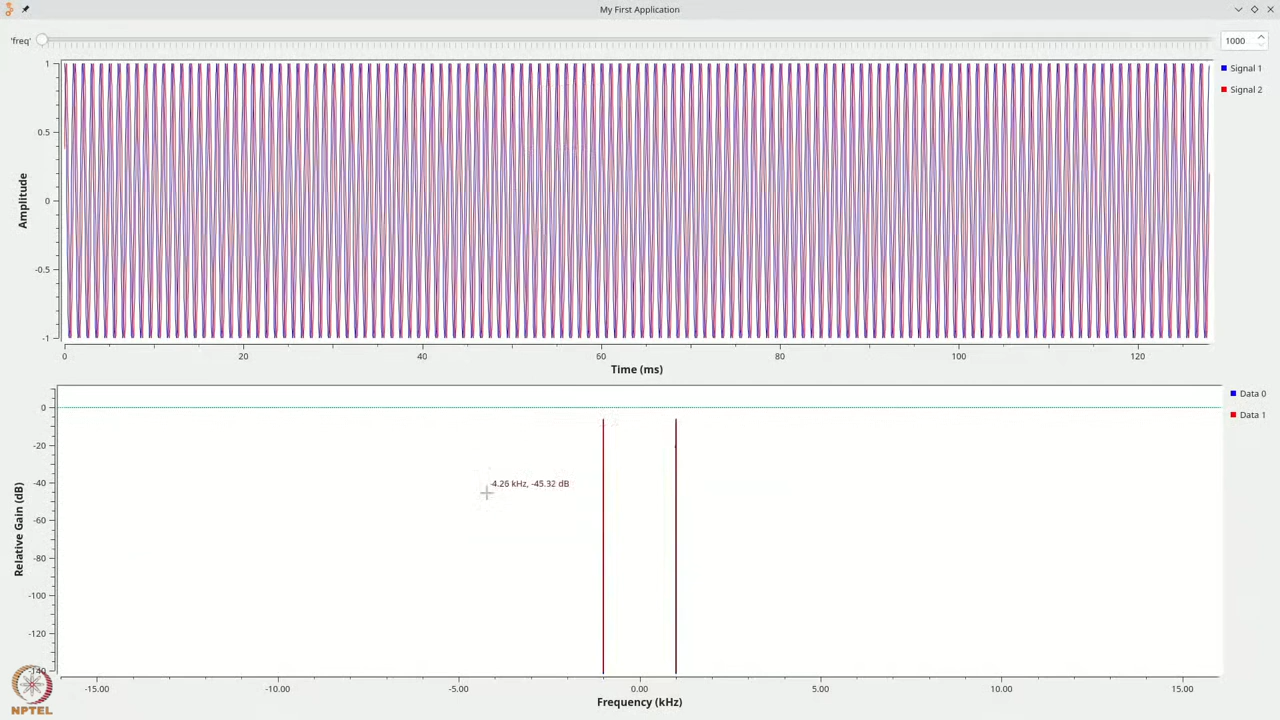 My First Application
'freq'
1000
1
0.5
0
-0.5
-1
Amplitude
Signal 1
Signal 2
0
20
40
60
80
100
120
Time (ms)
0
-20
-40
-60
-80
-100
-120
-140
Relative Gain (dB)
4.26 kHz, -45.32 dB
Data 0
Data 1
-15.00
-10.00
-5.00
0.00
5.00
10.00
15.00
Frequency (kHz)
NPTEL